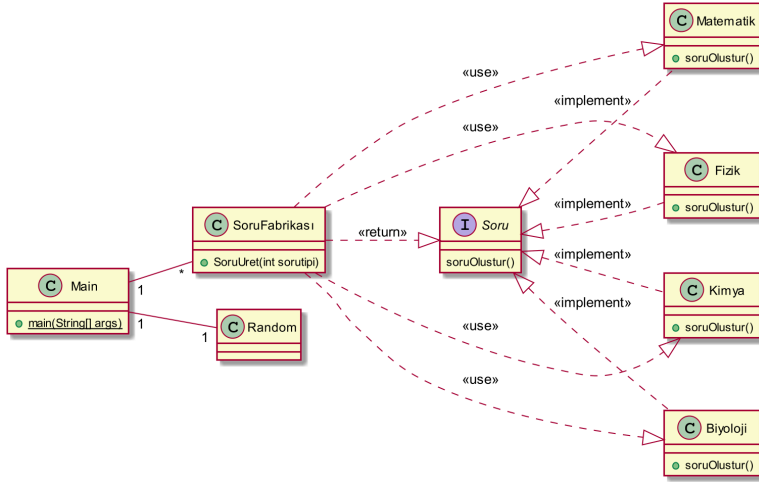 C Matematik
soruOlustur()
«use»
«implement»
«use»
C Fizik
soruOlustur()
«implement»
C SoruFabrikası
SoruUret(int sorutipi)
«return»
I Soru
soruOlustur()
«implement»
C Main
main(String[] args)
1
*
1
1
C Random
C Kimya
soruOlustur()
«implement»
«use»
«use»
C Biyoloji
soruOlustur()